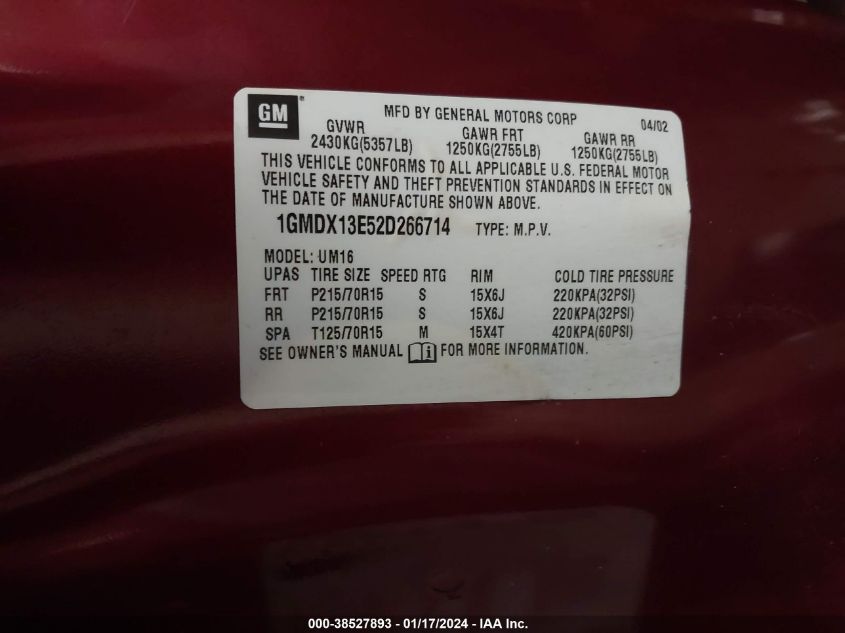 GM
MFD BY GENERAL MOTORS CORP 04/02
GVWR GAWR FRT GAWR RR
2430KG(5357LB) 1250KG(2755LB) 1250KG(2755LB)
THIS VEHICLE CONFORMS TO ALL APPLICABLE U.S. FEDERAL MOTOR
VEHICLE SAFETY AND THEFT PREVENTION STANDARDS IN EFFECT ON
THE DATE OF MANUFACTURE SHOWN ABOVE.
1GMDX13E52D266714 TYPE: M.P.V.
MODEL: UM16
UPAS TIRE SIZE SPEED RTG RIM COLD TIRE PRESSURE
FRT P215/70R15 S 15X6J 220KPA(32PSI)
RR P215/70R15 S 15X6J 220KPA(32PSI)
SPA T125/70R15 M 15X4T 420KPA(60PSI)
SEE OWNER'S MANUAL FOR MORE INFORMATION.
000-38527893 - 01/17/2024 - IAA Inc.